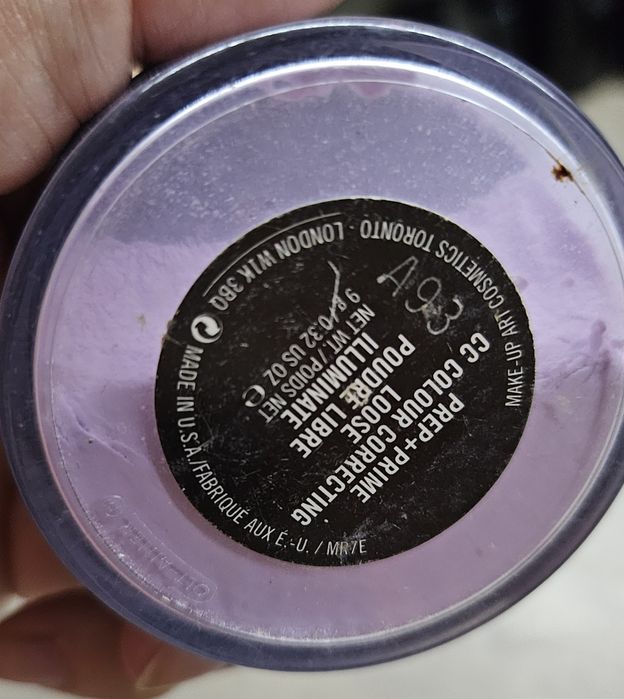 PREP+PRIME
CC COLOUR CORRECTING
LOOSE
POUDRE LIBRE
ILLUMINATE
NET WT./POIDS NET
9 g/0.32 US OZ e
A93
MAKE-UP ART COSMETICS TORONTO · LONDON W1K 3BQ
MADE IN U.S.A./FABRIQUÉ AUX É.-U. / MR7E